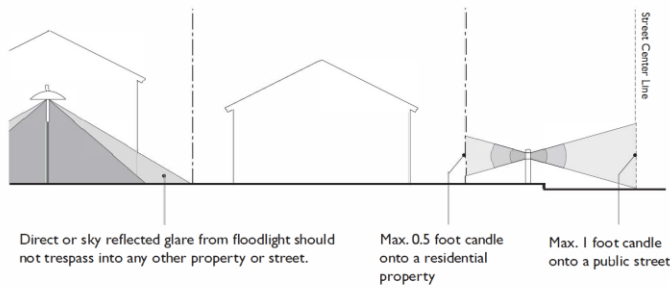 Street Center Line
Direct or sky reflected glare from floodlight should
not trespass into any other property or street.
Max. 0.5 foot candle
onto a residential
property
Max. 1 foot candle
onto a public street